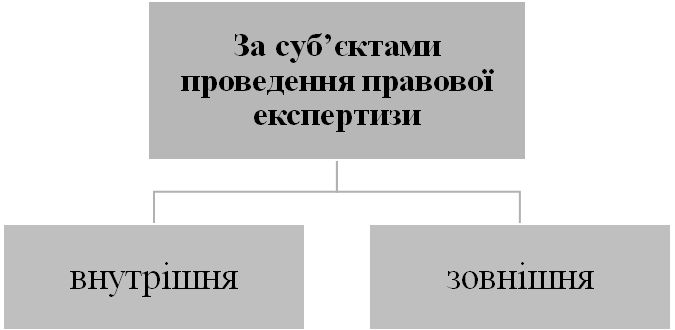 За суб’єктами
проведення правової
експертизи
внутрішня
зовнішня